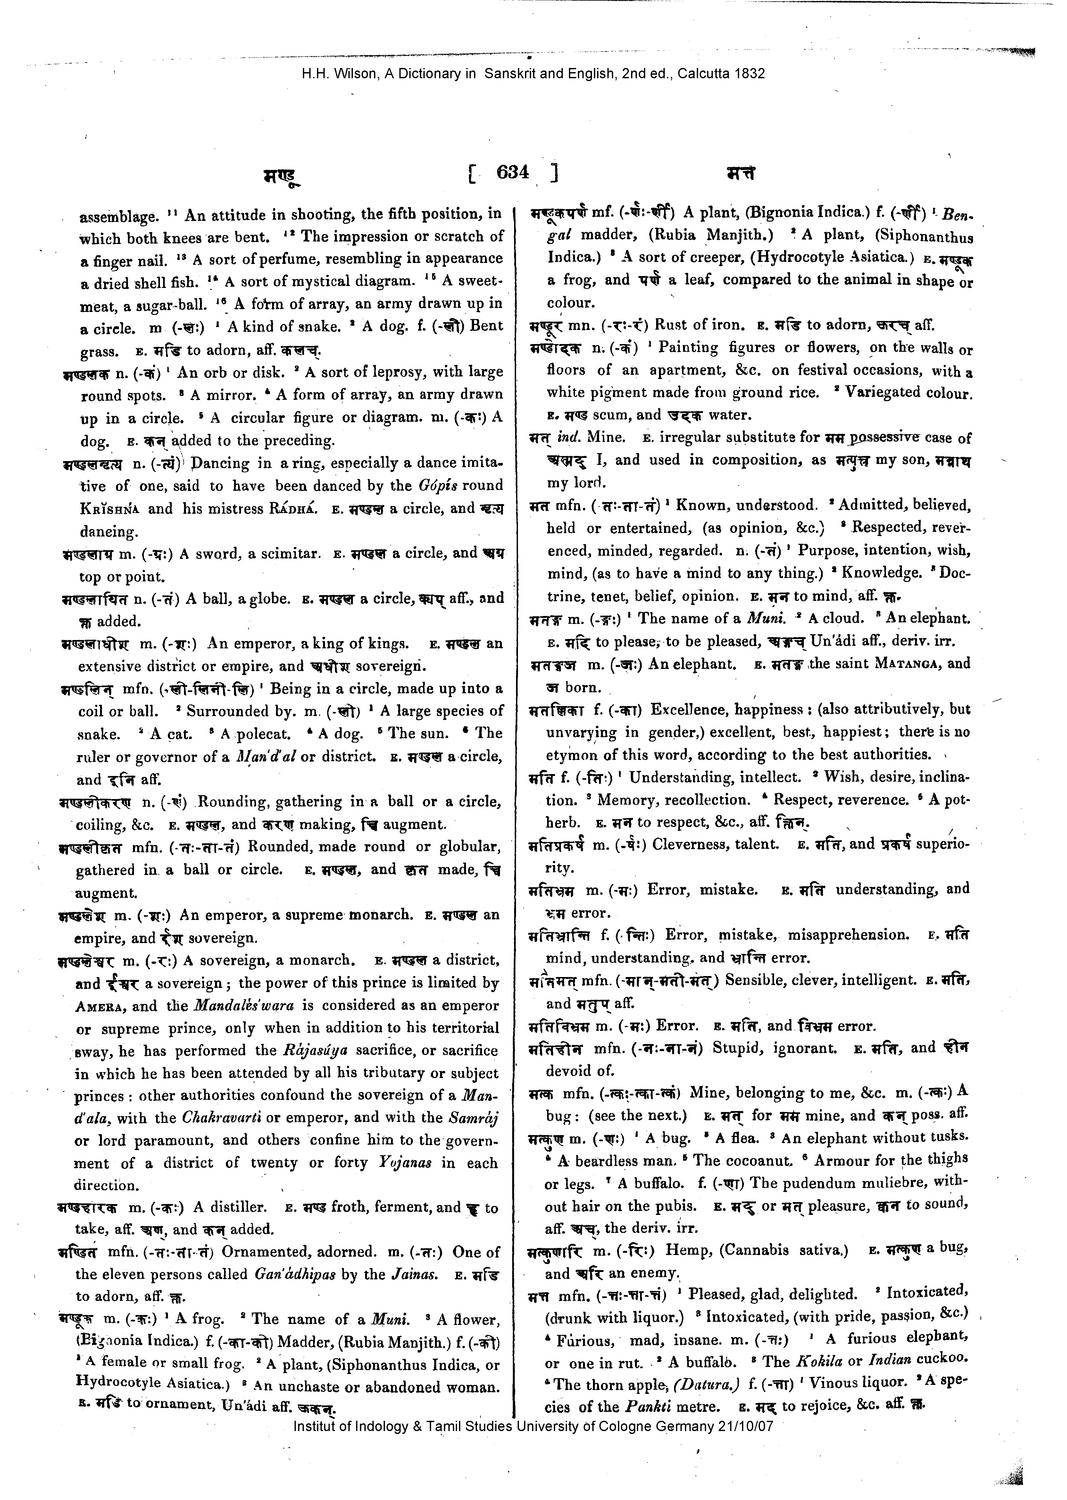 H.H. Wilson, A Dictionary in Sanskrit and English, 2nd ed., Calcutta 1832
मण्डू [ 634 ] मत्त
assemblage. ¹¹ An attitude in shooting, the fifth position, in
which both knees are bent. ¹² The impression or scratch of
a finger nail. ¹³ A sort of perfume, resembling in appearance
a dried shell fish. ¹⁴ A sort of mystical diagram. ¹⁵ A sweet-
meat, a sugar-ball. ¹⁶ A form of array, an army drawn up in
a circle. m (-लः) ¹ A kind of snake. ² A dog. f. (-ली) Bent
grass. E. मडि to adorn, aff. कलच्.
मण्डलक n. (-कं) ¹ An orb or disk. ² A sort of leprosy, with large
round spots. ³ A mirror. ⁴ A form of array, an army drawn
up in a circle. ⁵ A circular figure or diagram. m. (-कः) A
dog. E. कन् added to the preceding.
मण्डलनृत्य n. (-त्यं) Dancing in a ring, especially a dance imita-
tive of one, said to have been danced by the Gópís round
KRĬSHŃA and his mistress RÁDHÁ. E. मण्डल a circle, and नृत्य
dancing.
मण्डलाग्र m. (-ग्रः) A sword, a scimitar. E. मण्डल a circle, and अग्र
top or point.
मण्डलायित n. (-तं) A ball, a globe. E. मण्डल a circle, क्यष् aff., and
क्त added.
मण्डलाधीश m. (-शः) An emperor, a king of kings. E. मण्डल an
extensive district or empire, and अधीश sovereign.
मण्डलिन् mfn. (-ली-लिनी-लि) ¹ Being in a circle, made up into a
coil or ball. ² Surrounded by. m. (-ली) ¹ A large species of
snake. ² A cat. ³ A polecat. ⁴ A dog. ⁵ The sun. ⁶ The
ruler or governor of a Mańd́al or district. E. मण्डल a circle,
and इनि aff.
मण्डलीकरण n. (-णं) Rounding, gathering in a ball or a circle,
coiling, &c. E. मण्डल, and करण making, च्वि augment.
मण्डलीकृत mfn. (-तः-ता-तं) Rounded, made round or globular,
gathered in a ball or circle. E. मण्डल, and कृत made, च्वि
augment.
मण्डलेश m. (-शः) An emperor, a supreme monarch. E. मण्डल an
empire, and ईश sovereign.
मण्डलेश्वर m. (-रः) A sovereign, a monarch. E. मण्डल a district,
and ईश्वर a sovereign; the power of this prince is limited by
AMERA, and the Mandalés'wara is considered as an emperor
or supreme prince, only when in addition to his territorial
sway, he has performed the Rájasúya sacrifice, or sacrifice
in which he has been attended by all his tributary or subject
princes: other authorities confound the sovereign of a Man-
d́ala, with the Chakravarti or emperor, and with the Samráj
or lord paramount, and others confine him to the govern-
ment of a district of twenty or forty Yojanas in each
direction.
मण्डहारक m. (-कः) A distiller. E. मण्ड froth, ferment, and हृ to
take, aff. अण्, and कन् added.
मण्डित mfn. (-तः-ता-तं) Ornamented, adorned. m. (-तः) One of
the eleven persons called Gańádhipas by the Jainas. E. मडि
to adorn, aff. क्त.
मण्डूक m. (-कः) ¹ A frog. ² The name of a Muni. ³ A flower,
(Bignonia Indica.) f. (-का-की) Madder, (Rubia Manjith.) f. (-की)
¹ A female or small frog. ² A plant, (Siphonanthus Indica, or
Hydrocotyle Asiatica.) ³ An unchaste or abandoned woman.
E. मडि to ornament, Uńádi aff. ऊकन्.
मण्डूकपर्ण mf. (-र्णः-र्णी) A plant, (Bignonia Indica.) f. (-र्णी) ¹ Ben-
gal madder, (Rubia Manjith.) ² A plant, (Siphonanthus
Indica.) ³ A sort of creeper, (Hydrocotyle Asiatica.) E. मण्डूक
a frog, and पर्ण a leaf, compared to the animal in shape or
colour.
मण्डूर mn. (-रः-रं) Rust of iron. E. मडि to adorn, ऊरच् aff.
मण्डोदक n. (-कं) ¹ Painting figures or flowers, on the walls or
floors of an apartment, &c. on festival occasions, with a
white pigment made from ground rice. ² Variegated colour.
E. मण्ड scum, and उदक water.
मत् ind. Mine. E. irregular substitute for मम possessive case of
अस्मद् I, and used in composition, as मत्पुत्र my son, मन्नाथ
my lord.
मत mfn. (-तः-ता-तं) ¹ Known, understood. ² Admitted, believed,
held or entertained, (as opinion, &c.) ³ Respected, rever-
enced, minded, regarded. n. (-तं) ¹ Purpose, intention, wish,
mind, (as to have a mind to any thing.) ² Knowledge. ³ Doc-
trine, tenet, belief, opinion. E. मन to mind, aff. क्त.
मतङ्ग m. (-ङ्गः) ¹ The name of a Muni. ² A cloud. ³ An elephant.
E. मदि to please, to be pleased, अङ्गच् Uńádi aff., deriv. irr.
मतङ्गज m. (-जः) An elephant. E. मतङ्ग the saint MATANGA, and
ज born.
मतल्लिका f. (-का) Excellence, happiness: (also attributively, but
unvarying in gender,) excellent, best, happiest; there is no
etymon of this word, according to the best authorities.
मति f. (-तिः) ¹ Understanding, intellect. ² Wish, desire, inclina-
tion. ³ Memory, recollection. ⁴ Respect, reverence. ⁵ A pot-
herb. E. मन to respect, &c., aff. क्तिन्.
मतिप्रकर्ष m. (-र्षः) Cleverness, talent. E. मति, and प्रकर्ष superio-
rity.
मतिभ्रम m. (-मः) Error, mistake. E. मति understanding, and
भ्रम error.
मतिभ्रान्ति f. (-न्तिः) Error, mistake, misapprehension. E. मति
mind, understanding, and भ्रान्ति error.
मतिमत् mfn. (-मान्-मती-मत्) Sensible, clever, intelligent. E. मति,
and मतुप् aff.
मतिविभ्रम m. (-मः) Error. E. मति, and विभ्रम error.
मतिहीन mfn. (-नः-ना-नं) Stupid, ignorant. E. मति, and हीन
devoid of.
मत्क mfn. (-त्कः-त्का-त्कं) Mine, belonging to me, &c. m. (-त्कः) A
bug: (see the next.) E. मत् for मम mine, and कन् poss. aff.
मत्कुण m. (-णः) ¹ A bug. ² A flea. ³ An elephant without tusks.
⁴ A beardless man. ⁵ The cocoanut. ⁶ Armour for the thighs
or legs. ⁷ A buffalo. f. (-णा) The pudendum muliebre, with-
out hair on the pubis. E. मद् or मत् pleasure, कुन to sound,
aff. अच्, the deriv. irr.
मत्कुणारि m. (-रिः) Hemp, (Cannabis sativa.) E. मत्कुण a bug,
and अरि an enemy.
मत्त mfn. (-त्तः-त्ता-त्तं) ¹ Pleased, glad, delighted. ² Intoxicated,
(drunk with liquor.) ³ Intoxicated, (with pride, passion, &c.)
⁴ Furious, mad, insane. m. (-त्तः) ¹ A furious elephant,
or one in rut. ² A buffalo. ³ The Kokila or Indian cuckoo.
⁴ The thorn apple, (Datura.) f. (-त्ता) ¹ Vinous liquor. ² A spe-
cies of the Pankti metre. E. मद् to rejoice, &c. aff. क्त.
Institut of Indology & Tamil Studies University of Cologne Germany 21/10/07